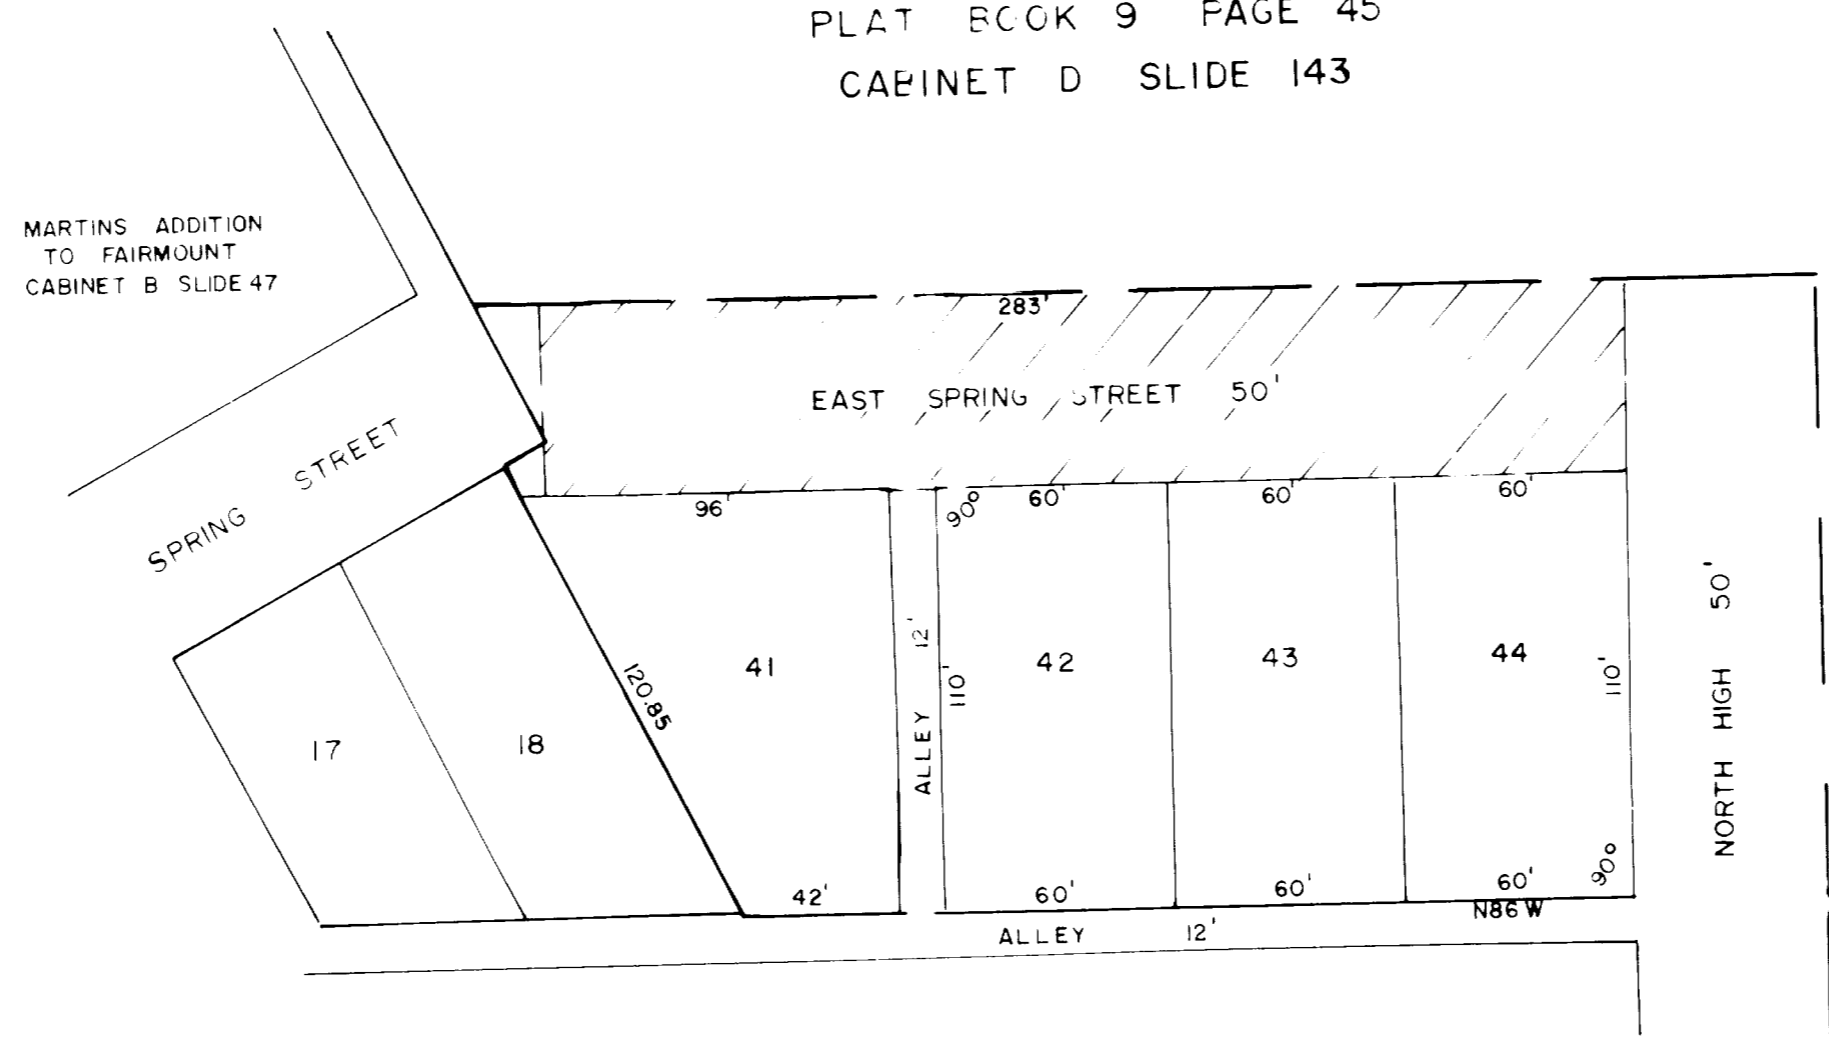 PLAT BOOK 9 PAGE 45
CABINET D SLIDE 143
MARTINS ADDITION
TO FAIRMOUNT
CABINET B SLIDE 47
283'
EAST SPRING STREET 50'
SPRING STREET
96'
90°
60'
60'
60'
17
18
120.85
41
ALLEY 12'
110'
42
43
44
110'
NORTH HIGH 50'
42'
60'
60'
60'
90°
N86W
ALLEY 12'